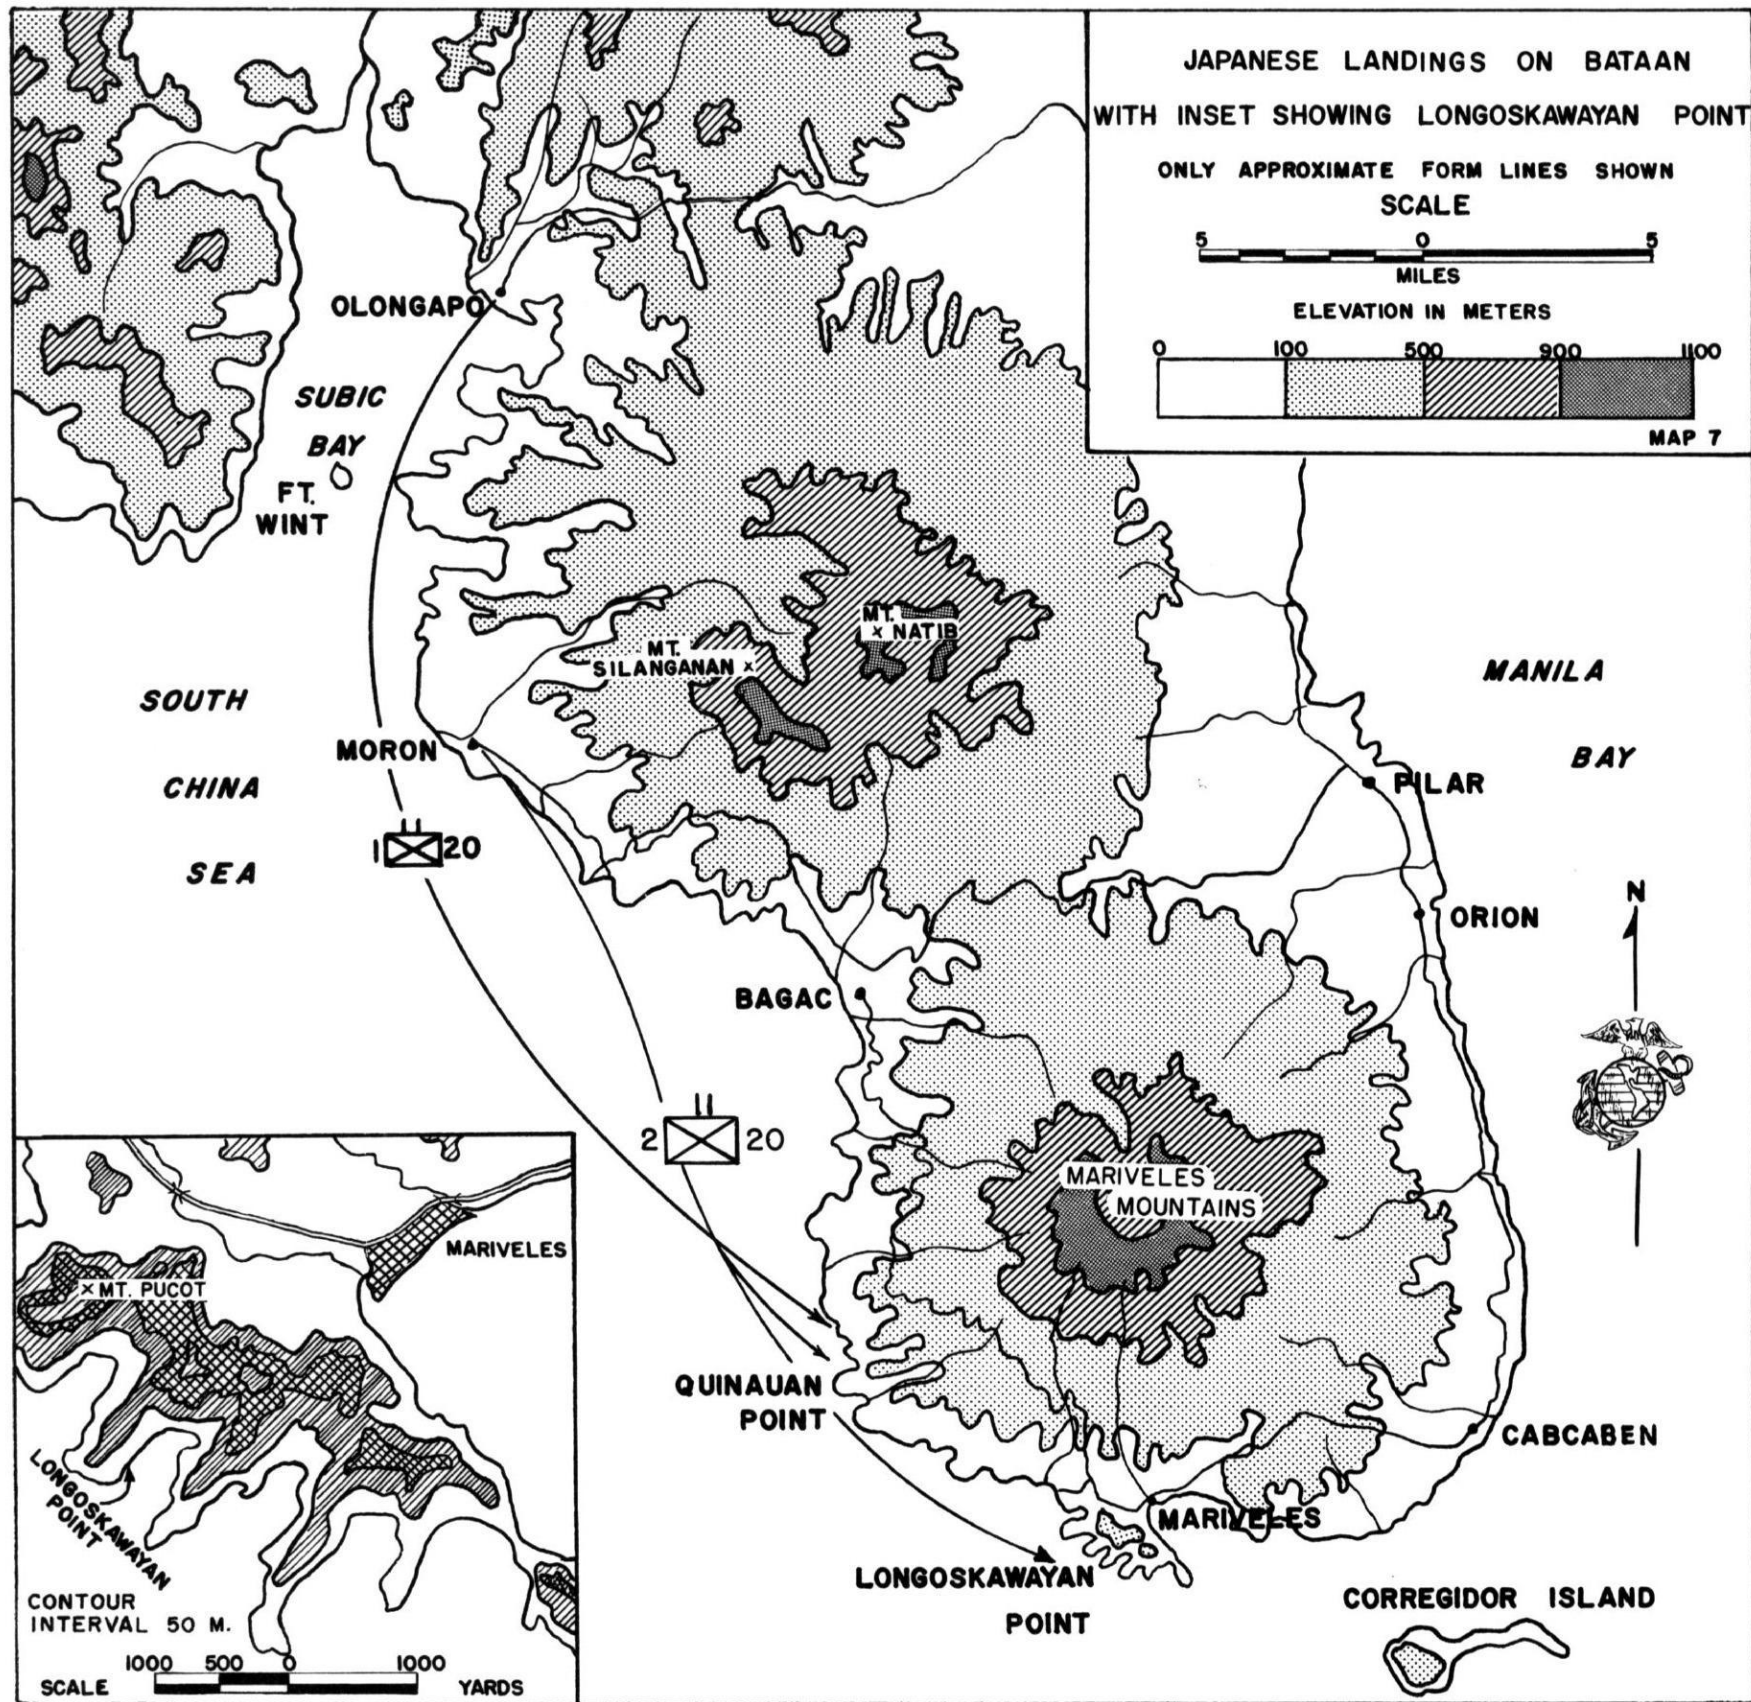 JAPANESE LANDINGS ON BATAAN
WITH INSET SHOWING LONGOSKAWAYAN POINT
ONLY APPROXIMATE FORM LINES SHOWN
SCALE
5 0 5
MILES
ELEVATION IN METERS
0 100 500 900 1100
MAP 7
OLONGAPO
SUBIC
BAY
FT.
WINT
MT.
NATIB
MT.
SILANGANAN
SOUTH
CHINA
SEA
MANILA
BAY
MORON
PILAR
1 20
ORION
N
BAGAC
2 20
MARIVELES
MOUNTAINS
QUINAUAN
POINT
CABCABEN
MARIVELES
LONGOSKAWAYAN
POINT
CORREGIDOR ISLAND
MARIVELES
MT. PUCOT
LONGOSKAWAYAN
POINT
CONTOUR
INTERVAL 50 M.
1000 500 0 1000
SCALE YARDS